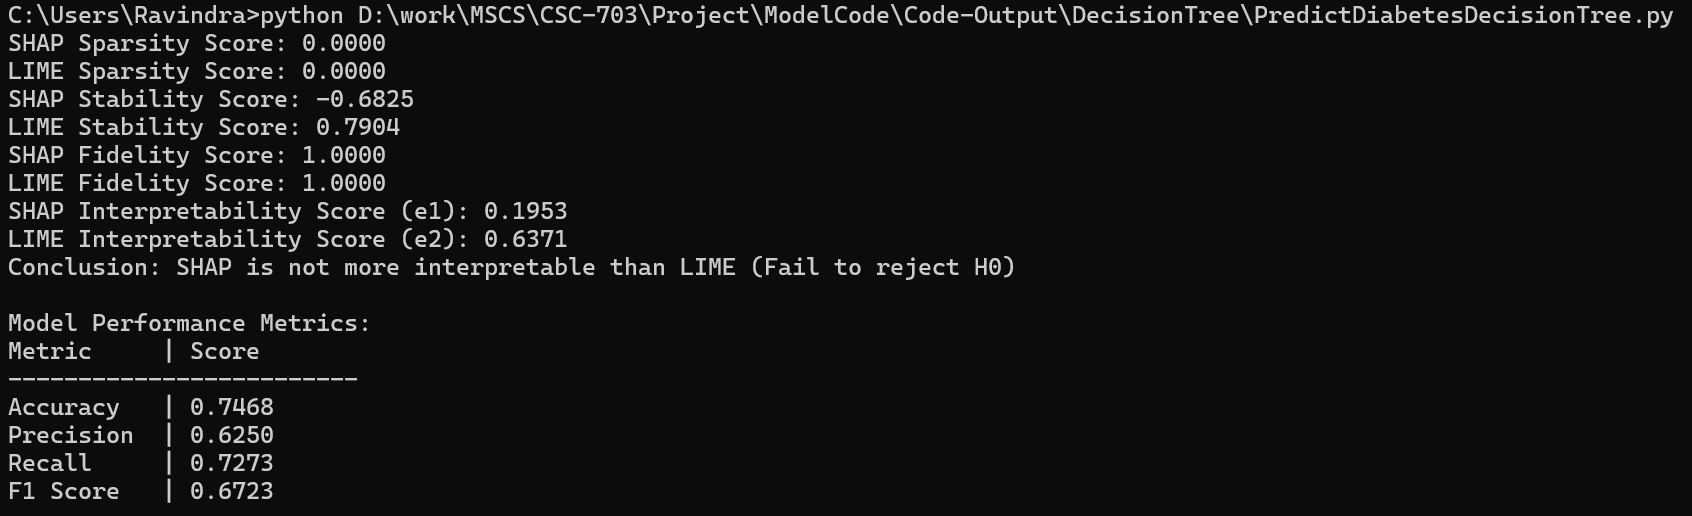 C:\Users\Ravindra>python D:\work\MSCS\CSC-703\Project\ModelCode\Code-Output\DecisionTree\PredictDiabetesDecisionTree.py
SHAP Sparsity Score: 0.0000
LIME Sparsity Score: 0.0000
SHAP Stability Score: -0.6825
LIME Stability Score: 0.7904
SHAP Fidelity Score: 1.0000
LIME Fidelity Score: 1.0000
SHAP Interpretability Score (e1): 0.1953
LIME Interpretability Score (e2): 0.6371
Conclusion: SHAP is not more interpretable than LIME (Fail to reject H0)

Model Performance Metrics:
Metric     | Score
-------------------------
Accuracy   | 0.7468
Precision  | 0.6250
Recall     | 0.7273
F1 Score   | 0.6723